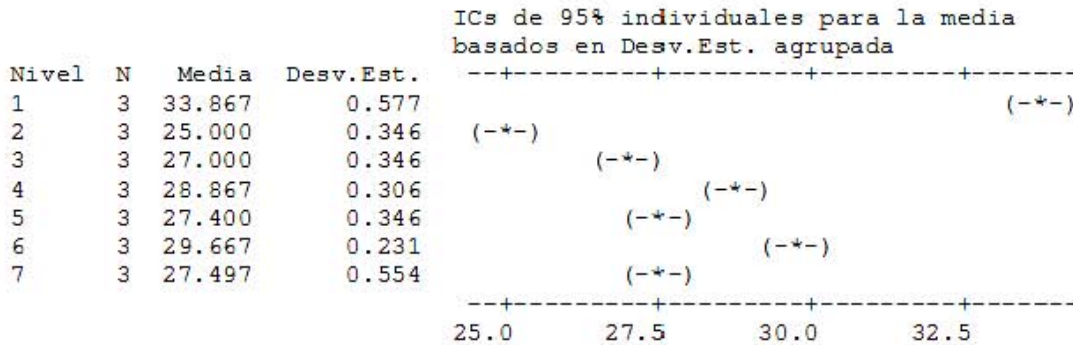 ICs de 95% individuales para la media
basados en Desv.Est. agrupada
Nivel  N   Media  Desv.Est.   --+---------+---------+---------+-------
1      3  33.867      0.577                                     (-*-)
2      3  25.000      0.346   (-*-)
3      3  27.000      0.346           (-*-)
4      3  28.867      0.306                  (-*-)
5      3  27.400      0.346             (-*-)
6      3  29.667      0.231                      (-*-)
7      3  27.497      0.554             (-*-)
--+---------+---------+---------+-------
25.0      27.5      30.0      32.5